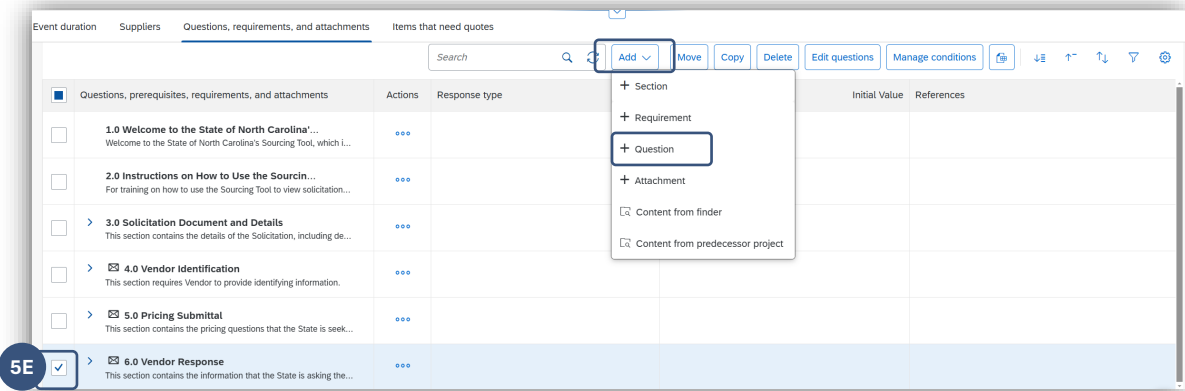 Event duration Suppliers Questions, requirements, and attachments Items that need quotes
Search Add Move Copy Delete Edit questions Manage conditions
Questions, prerequisites, requirements, and attachments Actions Response type Initial Value References
+ Section
+ Requirement
+ Question
+ Attachment
Content from finder
Content from predecessor project
1.0 Welcome to the State of North Carolina'...
Welcome to the State of North Carolina's Sourcing Tool, which i...
2.0 Instructions on How to Use the Sourcin...
For training on how to use the Sourcing Tool to view solicitation...
3.0 Solicitation Document and Details
This section contains the details of the Solicitation, including de...
4.0 Vendor Identification
This section requires Vendor to provide identifying information.
5.0 Pricing Submittal
This section contains the pricing questions that the State is seek...
5E
6.0 Vendor Response
This section contains the information that the State is asking the...